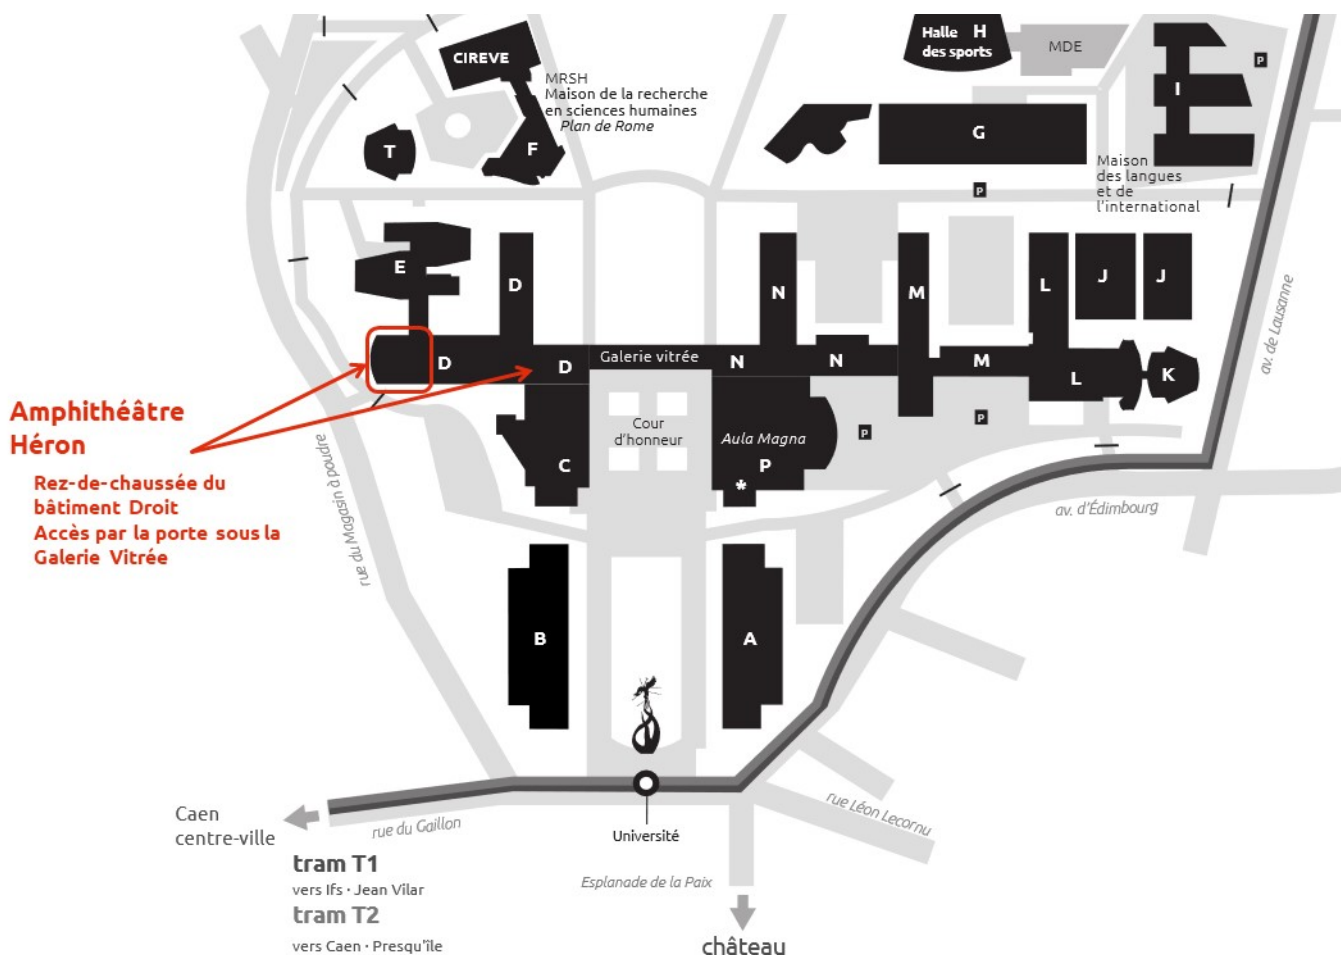 Halle H
des sports
MDE
P
I
CIREVE
MRSH
Maison de la recherche
en sciences humaines
Plan de Rome
T
F
G
Maison
des langues
et de
l'international
P
E
D
N
M
L
J
J
D
D
Galerie vitrée
N
N
M
L
K
av. de Lausanne
Amphithéâtre
Héron
Rez-de-chaussée du
bâtiment Droit
Accès par la porte sous la
Galerie Vitrée
rue du Magasin à poudre
Cour
d'honneur
C
Aula Magna
P
*
P
P
av. d'Édimbourg
B
A
Caen
centre-ville
rue du Gaillon
Université
rue Léon Lecornu
tram T1
vers Ifs · Jean Vilar
tram T2
vers Caen · Presqu'île
Esplanade de la Paix
château